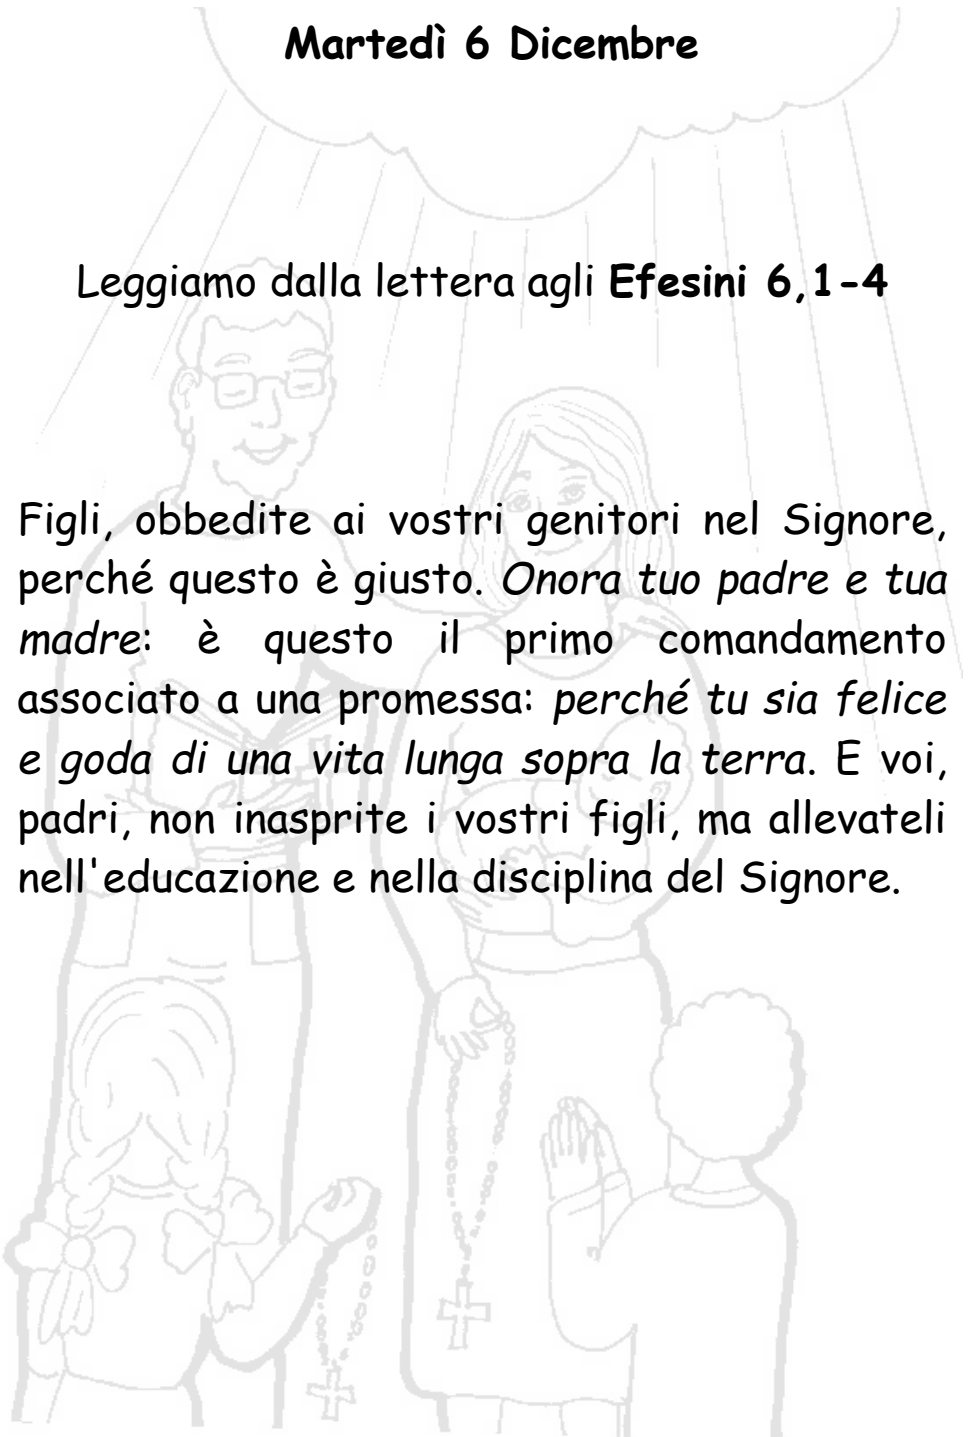 Martedì 6 Dicembre
Leggiamo dalla lettera agli Efesini 6,1-4
Figli, obbedite ai vostri genitori nel Signore,
perché questo è giusto. Onora tuo padre e tua
madre: è questo il primo comandamento
associato a una promessa: perché tu sia felice
e goda di una vita lunga sopra la terra. E voi,
padri, non inasprite i vostri figli, ma allevateli
nell'educazione e nella disciplina del Signore.